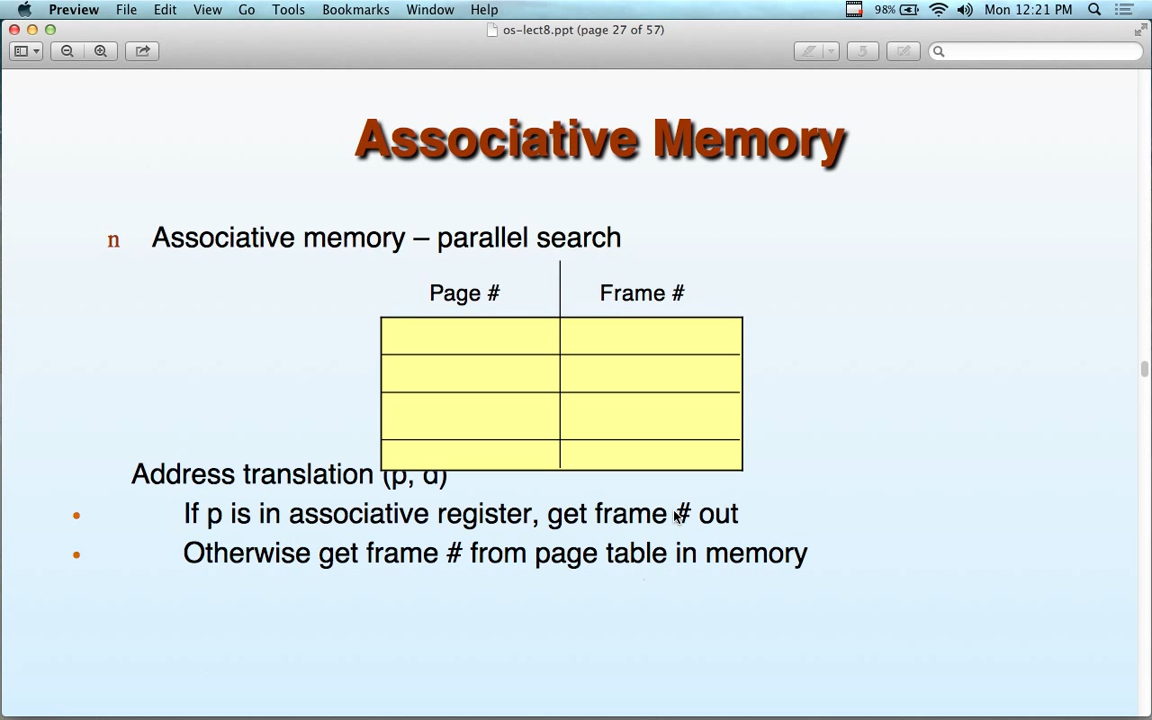 Preview File Edit View Go Tools Bookmarks Window Help 98% Mon 12:21 PM
os-lect8.ppt (page 27 of 57)
Associative Memory
n Associative memory – parallel search
Page # Frame #
Address translation (p, d)
• If p is in associative register, get frame # out
• Otherwise get frame # from page table in memory